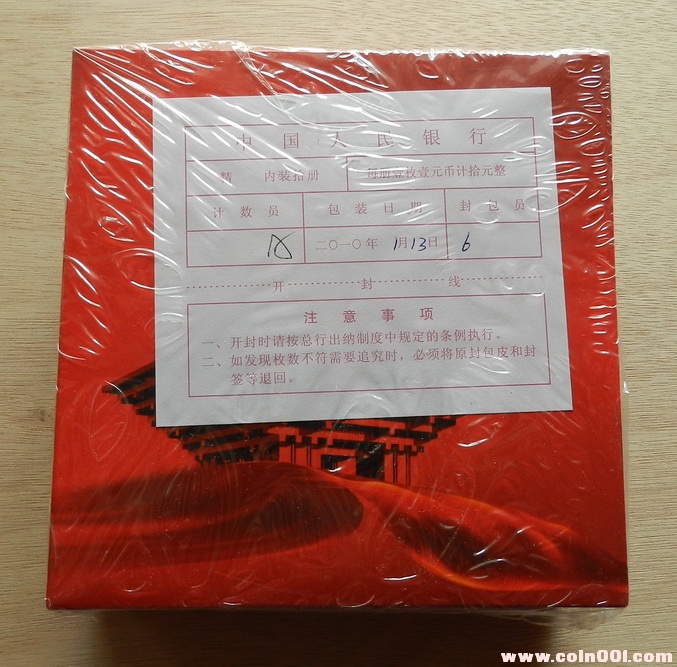 中国人民银行
精 内装拾册 每册壹枚壹元币计拾元整
计数员 包装日期 封包员
二〇一〇年 1月13日 6
开封线
注意事项
一、开封时请按总行出纳制度中规定的条例执行。
二、如发现枚数不符需要追究时，必须将原封包皮和封
签等退回。
www.coin001.com